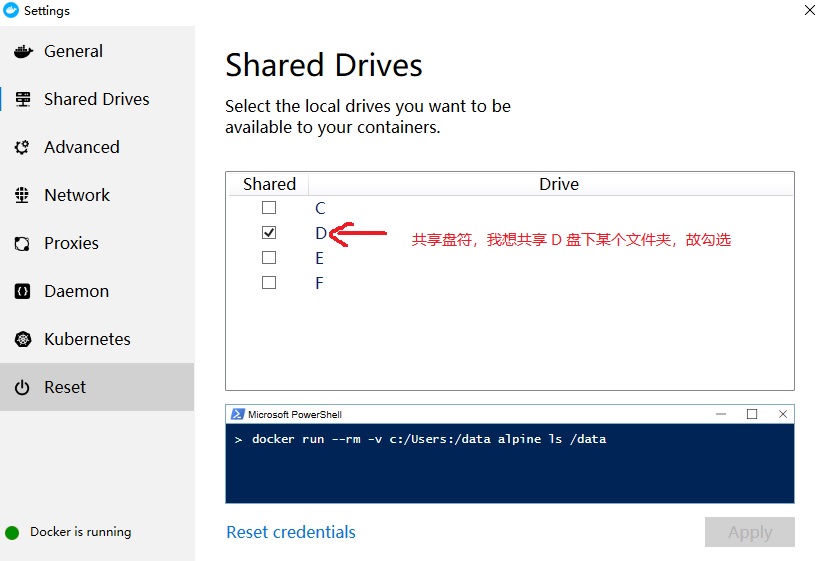 Settings
General
Shared Drives
Advanced
Network
Proxies
Daemon
Kubernetes
Reset
Docker is running
Shared Drives
Select the local drives you want to be
available to your containers.
Shared Drive
C
D 共享盘符，我想共享 D 盘下某个文件夹，故勾选
E
F
Microsoft PowerShell
> docker run --rm -v c:/Users:/data alpine ls /data
Reset credentials
Apply